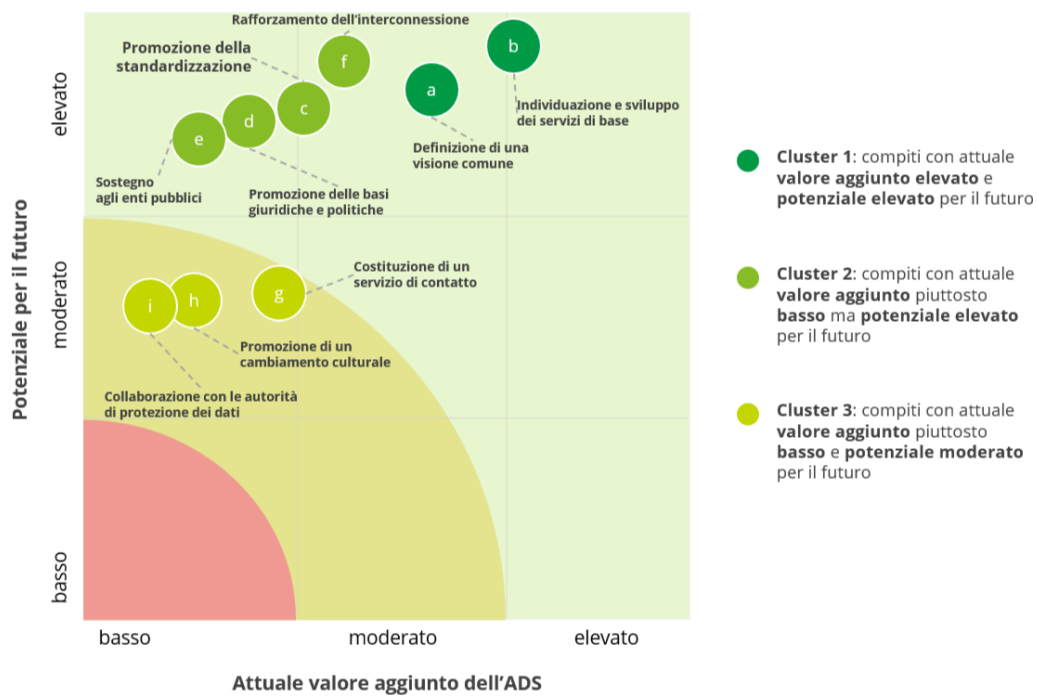 Rafforzamento dell'interconnessione
Promozione della
standardizzazione
f
b
a
c
d
e
Individuazione e sviluppo
dei servizi di base
Definizione di una
visione comune
Sostegno
agli enti pubblici
Promozione delle basi
giuridiche e politiche
Costituzione di un
servizio di contatto
g
h
i
Promozione di un
cambiamento culturale
Collaborazione con le autorità
di protezione dei dati
Potenziale per il futuro
elevato
moderato
basso
basso
moderato
elevato
Attuale valore aggiunto dell'ADS
Cluster 1: compiti con attuale
valore aggiunto elevato e
potenziale elevato per il futuro
Cluster 2: compiti con attuale
valore aggiunto piuttosto
basso ma potenziale elevato
per il futuro
Cluster 3: compiti con attuale
valore aggiunto piuttosto
basso e potenziale moderato
per il futuro